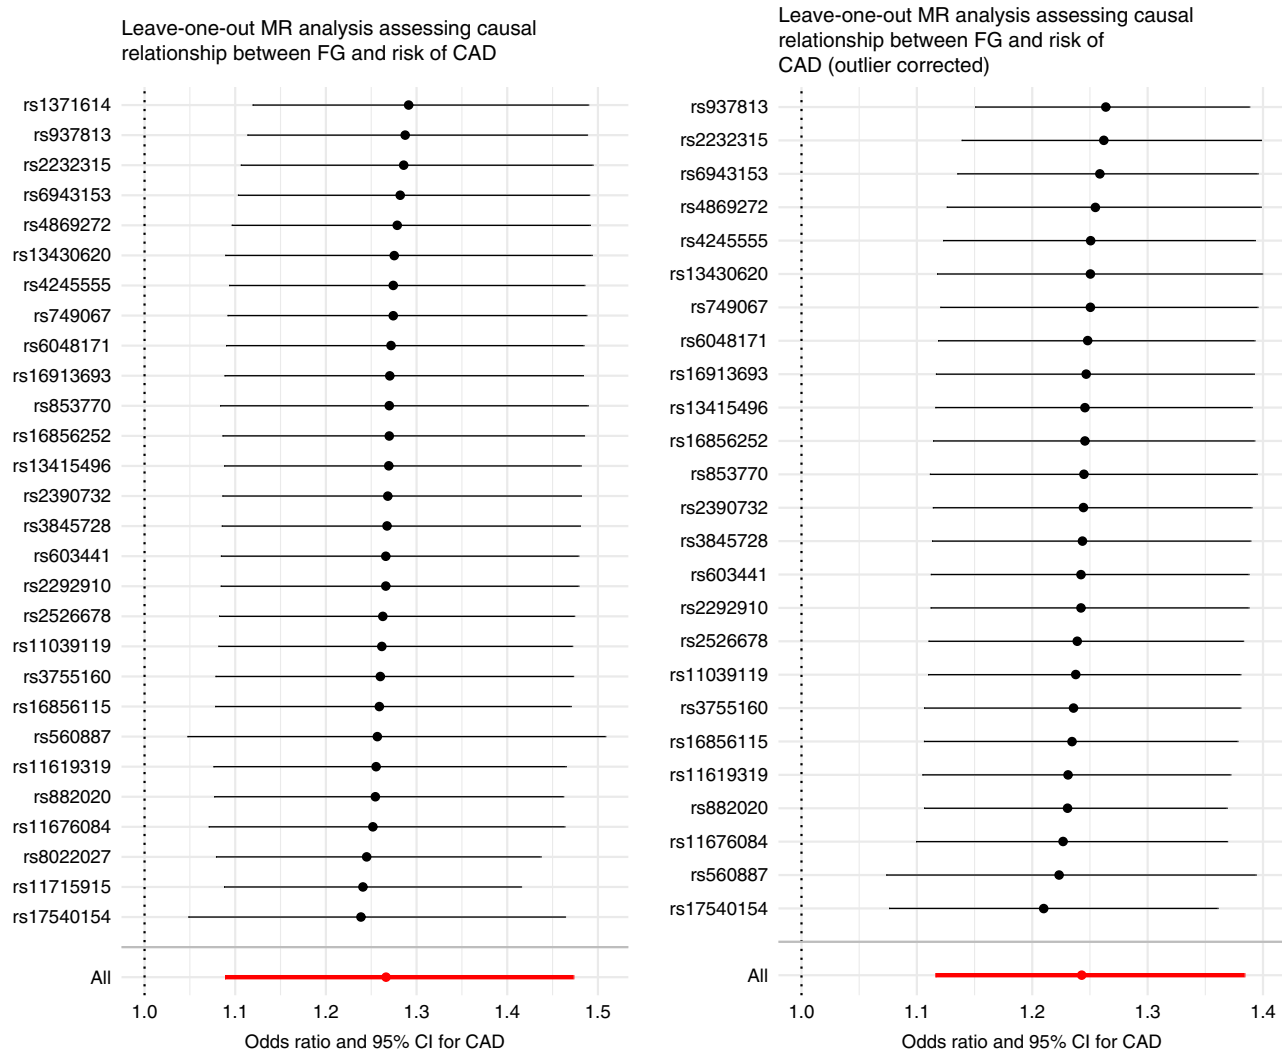 Leave-one-out MR analysis assessing causal
relationship between FG and risk of CAD
rs1371614
rs937813
rs2232315
rs6943153
rs4869272
rs13430620
rs4245555
rs749067
rs6048171
rs16913693
rs853770
rs16856252
rs13415496
rs2390732
rs3845728
rs603441
rs2292910
rs2526678
rs11039119
rs3755160
rs16856115
rs560887
rs11619319
rs882020
rs11676084
rs8022027
rs11715915
rs17540154
All
1.0 1.1 1.2 1.3 1.4 1.5
Odds ratio and 95% CI for CAD
Leave-one-out MR analysis assessing causal
relationship between FG and risk of
CAD (outlier corrected)
rs937813
rs2232315
rs6943153
rs4869272
rs4245555
rs13430620
rs749067
rs6048171
rs16913693
rs13415496
rs16856252
rs853770
rs2390732
rs3845728
rs603441
rs2292910
rs2526678
rs11039119
rs3755160
rs16856115
rs11619319
rs882020
rs11676084
rs560887
rs17540154
All
1.0 1.1 1.2 1.3 1.4
Odds ratio and 95% CI for CAD